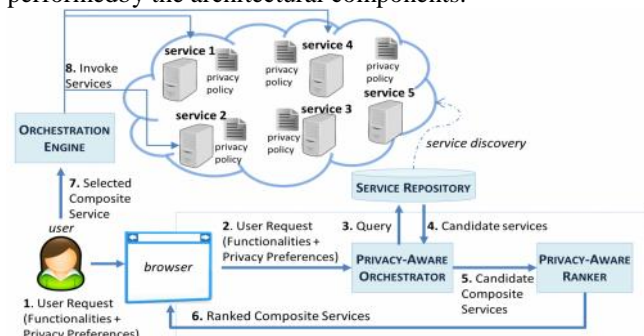 performedby the architectural components.
service 1
service 4
8. Invoke
Services
privacy
policy
privacy
policy
privacy
policy
service 5
service 2
service 3
ORCHESTRATION
ENGINE
privacy
policy
privacy
policy
service discovery
7. Selected
Composite
Service
SERVICE REPOSITORY
user
2. User Request
(Functionalities +
Privacy Preferences)
3. Query
4. Candidate services
browser
PRIVACY-AWARE
ORCHESTRATOR
PRIVACY-AWARE
RANKER
5. Candidate
Composite
Services
1. User Request
(Functionalities +
Privacy Preferences)
6. Ranked Composite Services